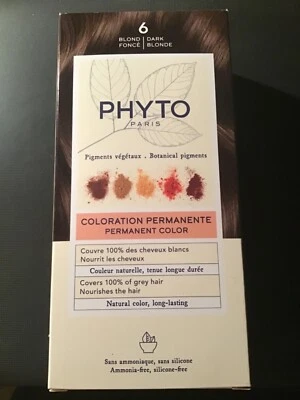 6
BLOND | DARK
FONCÉ | BLONDE
PHYTO
PARIS
Pigments végétaux . Botanical pigments
COLORATION PERMANENTE
PERMANENT COLOR
Couvre 100% des cheveux blancs
Nourrit les cheveux
Couleur naturelle, tenue longue durée
Covers 100% of grey hair
Nourishes the hair
Natural color, long-lasting
Sans ammoniaque, sans silicone
Ammonia-free, silicone-free